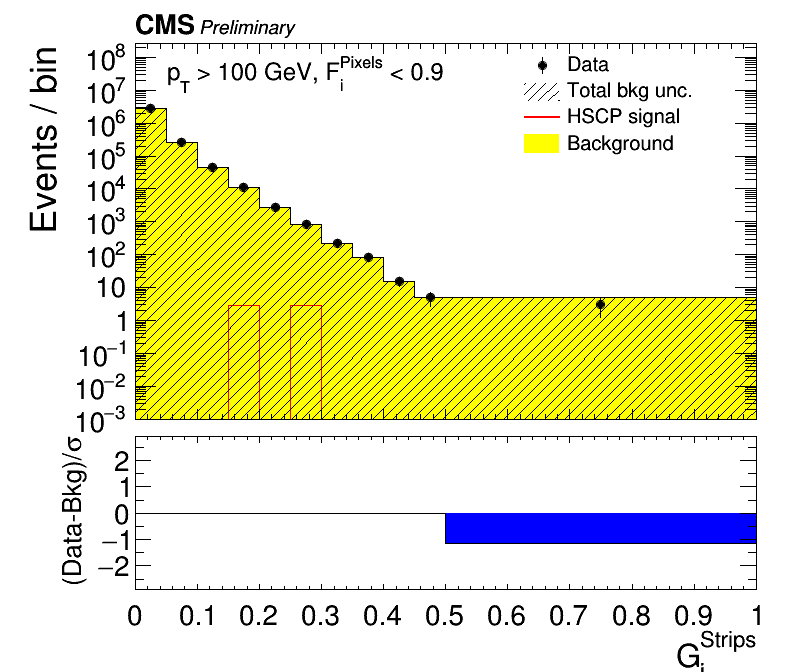 CMS Preliminary
p_T > 100 GeV, F_i^Pixels < 0.9
Data
Total bkg unc.
HSCP signal
Background
Events / bin
10^8
10^7
10^6
10^5
10^4
10^3
10^2
10
1
10^−1
10^−2
10^−3
(Data-Bkg)/σ
2
1
0
−1
−2
0 0.1 0.2 0.3 0.4 0.5 0.6 0.7 0.8 0.9 1
G_i^Strips